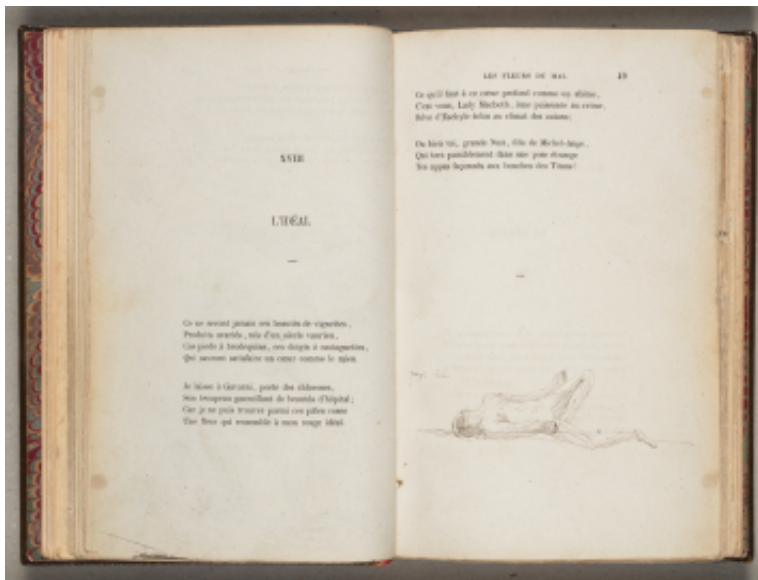 XVIII
L'IDÉAL
Ce ne seront jamais ces beautés de vignettes,
Produits avariés, nés d'un siècle vaurien,
Ces pieds à brodequins, ces doigts à castagnettes,
Qui sauront satisfaire un cœur comme le mien.
Je laisse à Gavarni, poète des chloroses,
Son troupeau gazouillant de beautés d'hôpital;
Car je ne puis trouver parmi ces pâles roses
Une fleur qui ressemble à mon rouge idéal.
LES FLEURS DU MAL. 49
Ce qu'il faut à ce cœur profond comme un abîme,
C'est vous, Lady Macbeth, âme puissante au crime,
Rêve d'Eschyle éclos au climat des autans;
Ou bien toi, grande Nuit, fille de Michel-Ange,
Qui tors paisiblement dans une pose étrange
Tes appas façonnés aux bouches des Titans!